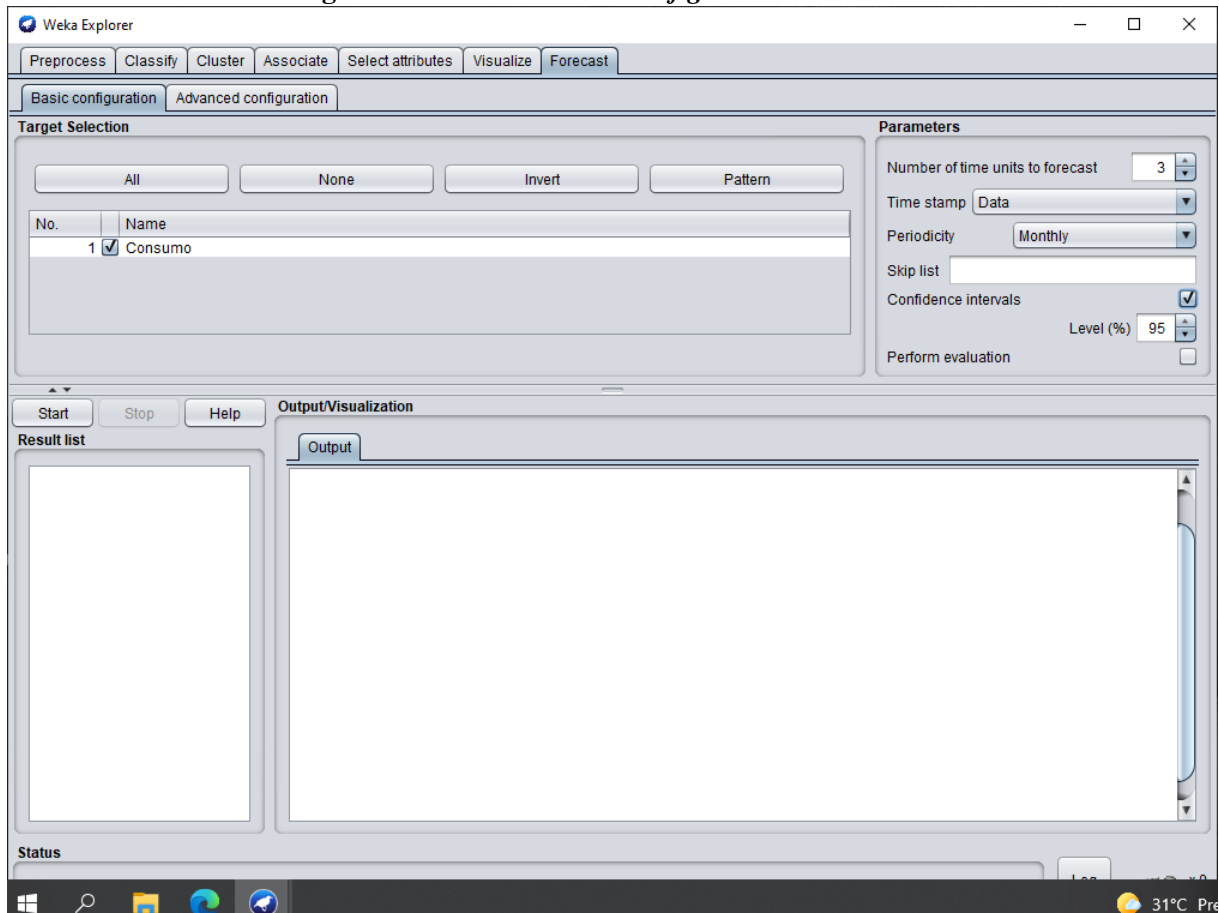 Weka Explorer
Preprocess Classify Cluster Associate Select attributes Visualize Forecast
Basic configuration Advanced configuration
Target Selection
All None Invert Pattern
No. Name
1 Consumo
Parameters
Number of time units to forecast 3
Time stamp Data
Periodicity Monthly
Skip list
Confidence intervals
Level (%) 95
Perform evaluation
Start Stop Help
Result list
Output/Visualization
Output
Status
Log
31°C Pre